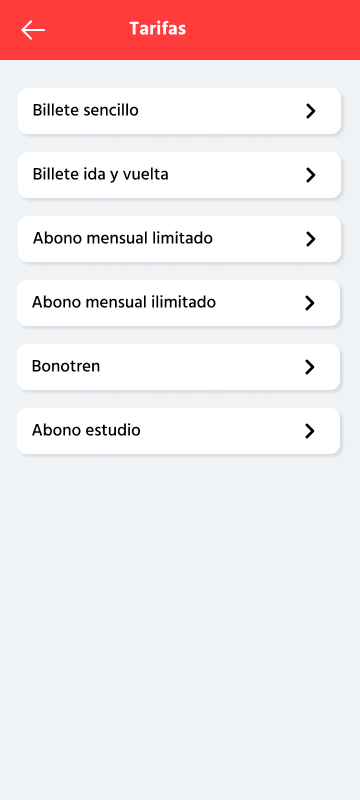 Tarifas
Billete sencillo
Billete ida y vuelta
Abono mensual limitado
Abono mensual ilimitado
Bonotren
Abono estudio